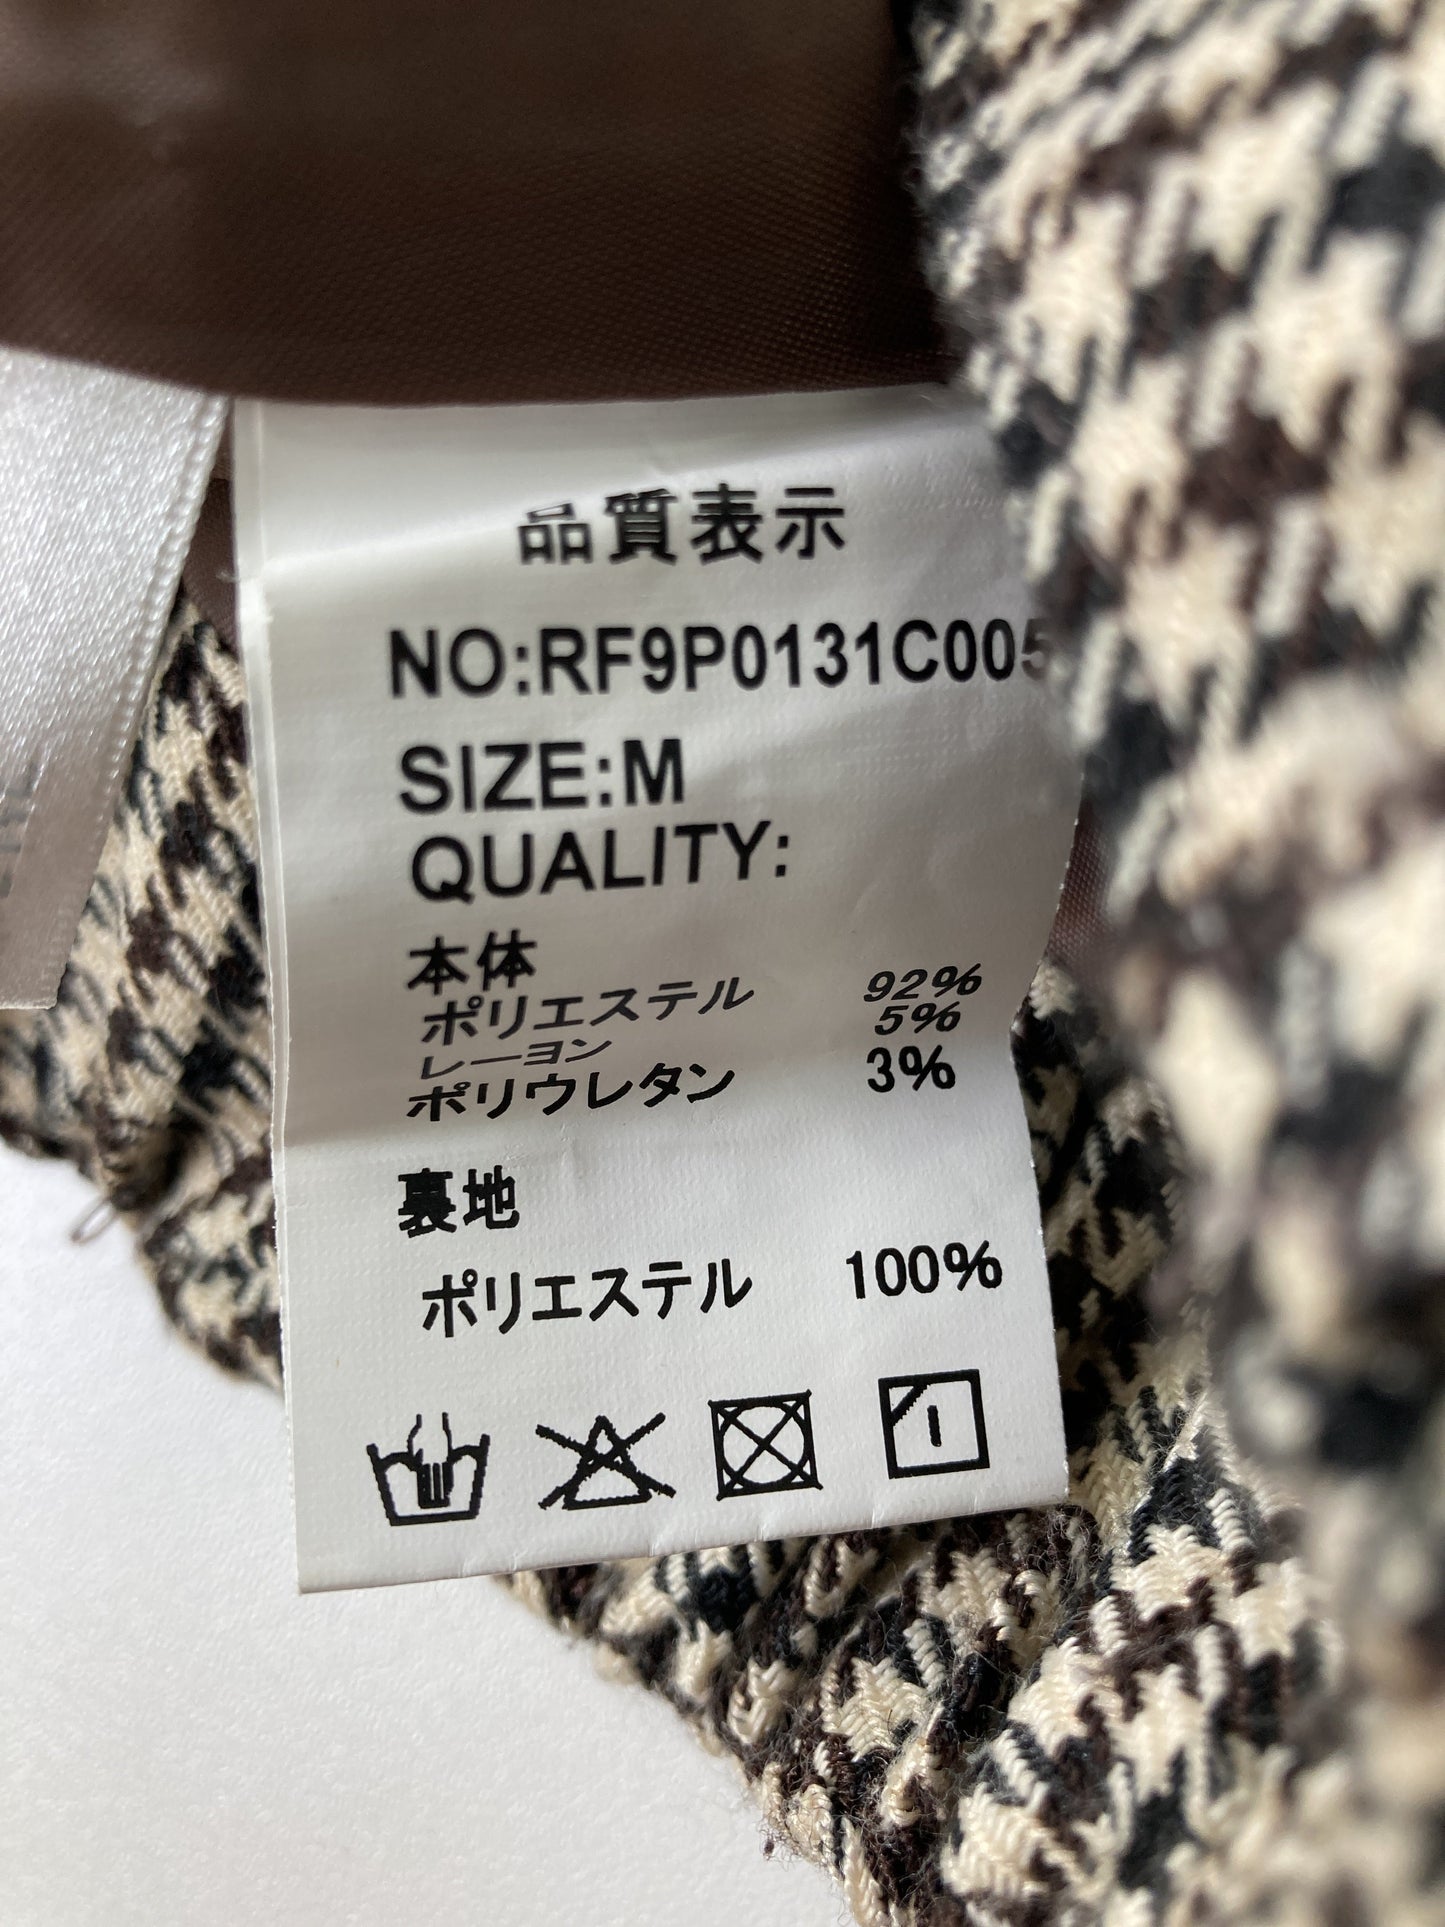 品質表示
NO:RF9P0131C005
SIZE:M
QUALITY:
本体
ポリエステル 92%
レーヨン 5%
ポリウレタン 3%
裏地
ポリエステル 100%